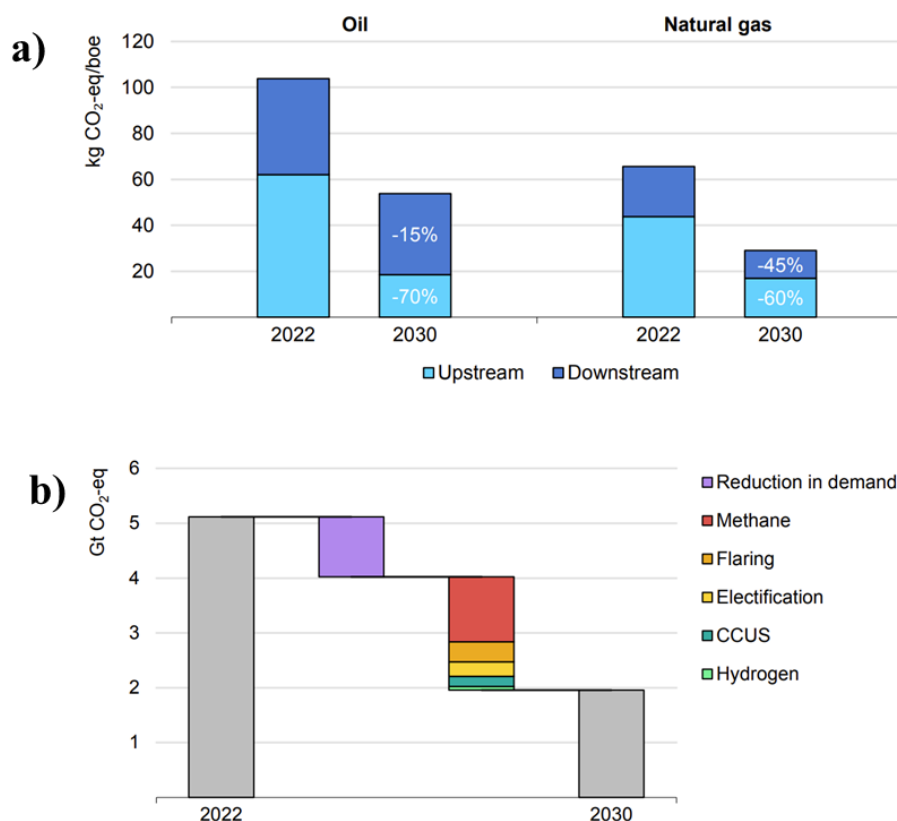 a)
Oil
Natural gas
kg CO₂-eq/boe
120
100
80
60
40
20
-15%
-70%
-45%
-60%
2022
2030
2022
2030
Upstream
Downstream
b)
Gt CO₂-eq
6
5
4
3
2
1
2022
2030
Reduction in demand
Methane
Flaring
Electification
CCUS
Hydrogen